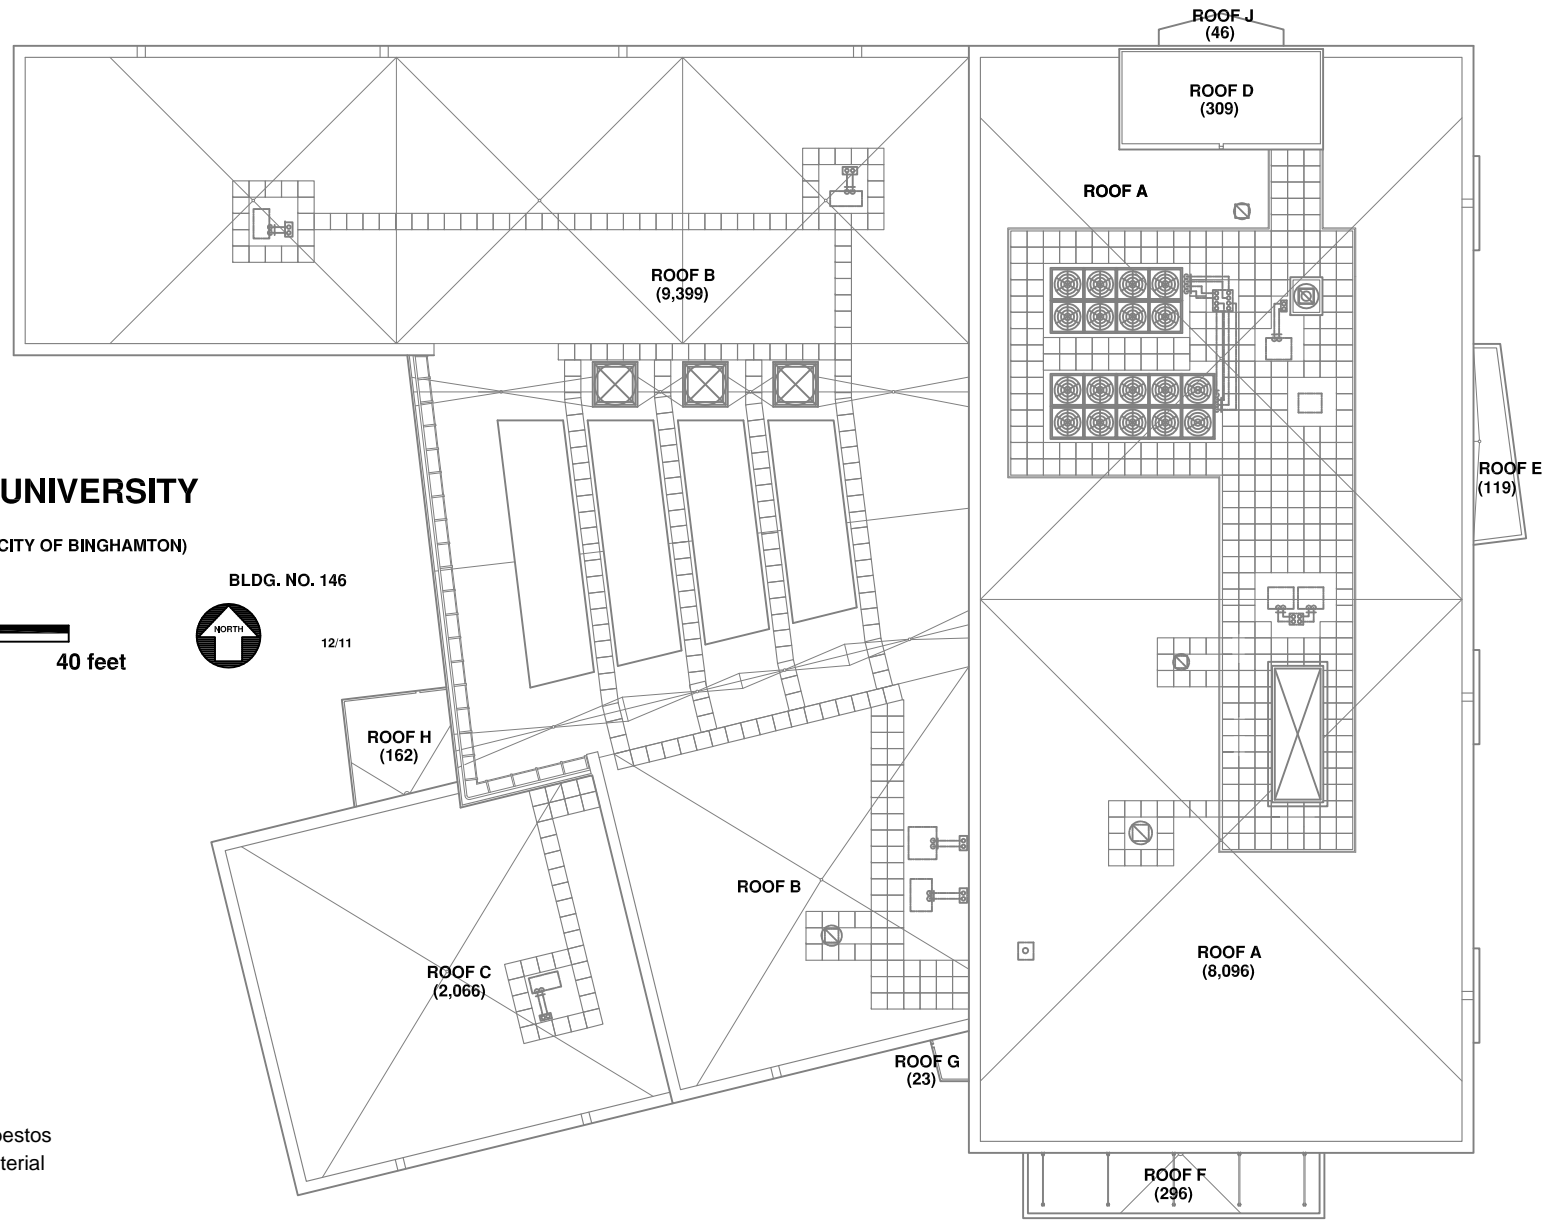 ROOF J
(46)
ROOF D
(309)
ROOF A
ROOF B
(9,399)
ROOF E
(119)
UNIVERSITY
CITY OF BINGHAMTON)
BLDG. NO. 146
NORTH
12/11
40 feet
ROOF H
(162)
ROOF B
ROOF C
(2,066)
ROOF A
(8,096)
ROOF G
(23)
bestos
terial
ROOF F
(296)